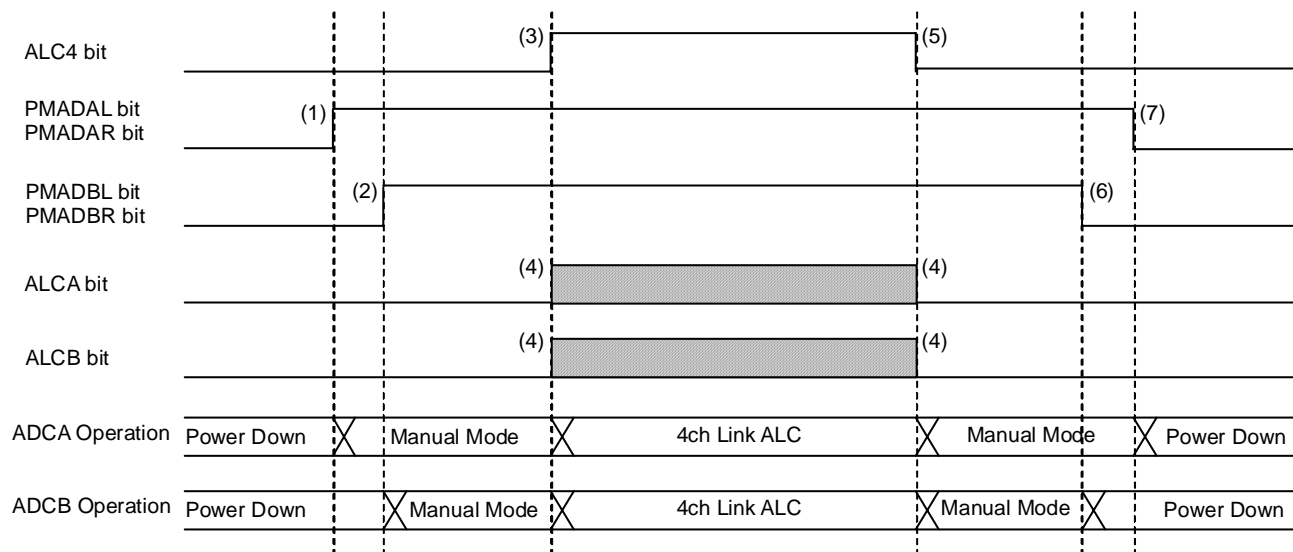 ALC4 bit
(3)
(5)
PMADAL bit
PMADAR bit
(1)
(7)
PMADBL bit
PMADBR bit
(2)
(6)
ALCA bit
(4)
(4)
ALCB bit
(4)
(4)
ADCA Operation Power Down Manual Mode 4ch Link ALC Manual Mode Power Down
ADCB Operation Power Down Manual Mode 4ch Link ALC Manual Mode Power Down